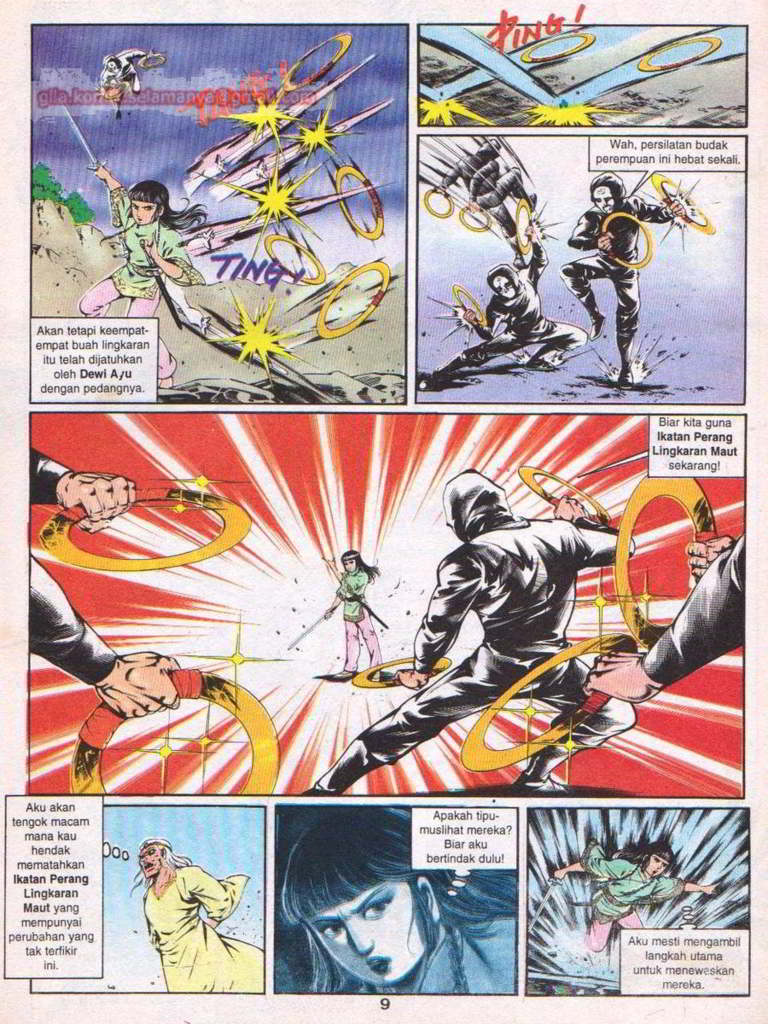 TING!
TING!
TING!
Akan tetapi keempat-
empat buah lingkaran
itu telah dijatuhkan
oleh Dewi Ayu
dengan pedangnya.
Wah, persilatan budak
perempuan ini hebat sekali.
Biar kita guna
Ikatan Perang
Lingkaran Maut
sekarang!
Aku akan
tengok macam
mana kau
hendak
mematahkan
Ikatan Perang
Lingkaran
Maut yang
mempunyai
perubahan yang
tak terfikir
ini.
Apakah tipu-
muslihat mereka?
Biar aku
bertindak dulu!
Aku mesti mengambil
langkah utama
untuk menewaskan
mereka.
9